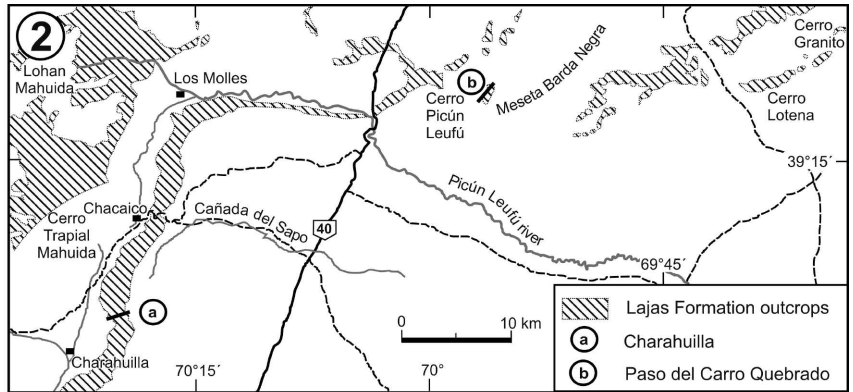 2
Lohan
Mahuida
Los Molles
b
Cerro
Picún
Leufú
Meseta Barda Negra
Cerro
Granito
Cerro
Lotena
39°15´
Chacaico
Cerro
Trapial
Mahuida
Cañada del Sapo
40
Picún Leufú river
69°45´
a
Charahuilla
0
10 km
70°15´
70°
Lajas Formation outcrops
a
Charahuilla
b
Paso del Carro Quebrado